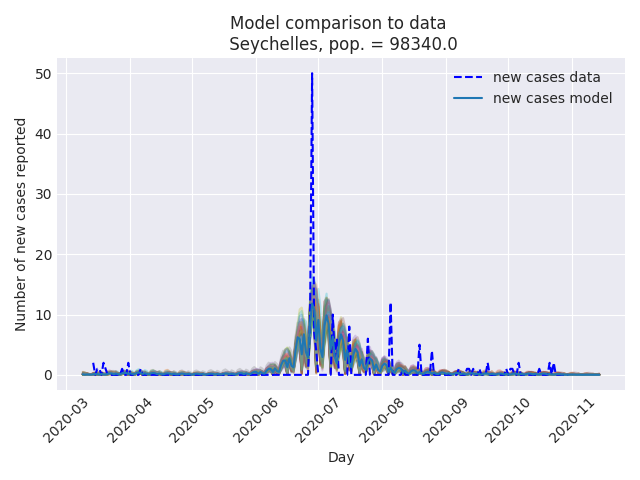 Model comparison to data
Seychelles, pop. = 98340.0
new cases data
new cases model
Number of new cases reported
50
40
30
20
10
0
2020-03
2020-04
2020-05
2020-06
2020-07
2020-08
2020-09
2020-10
2020-11
Day